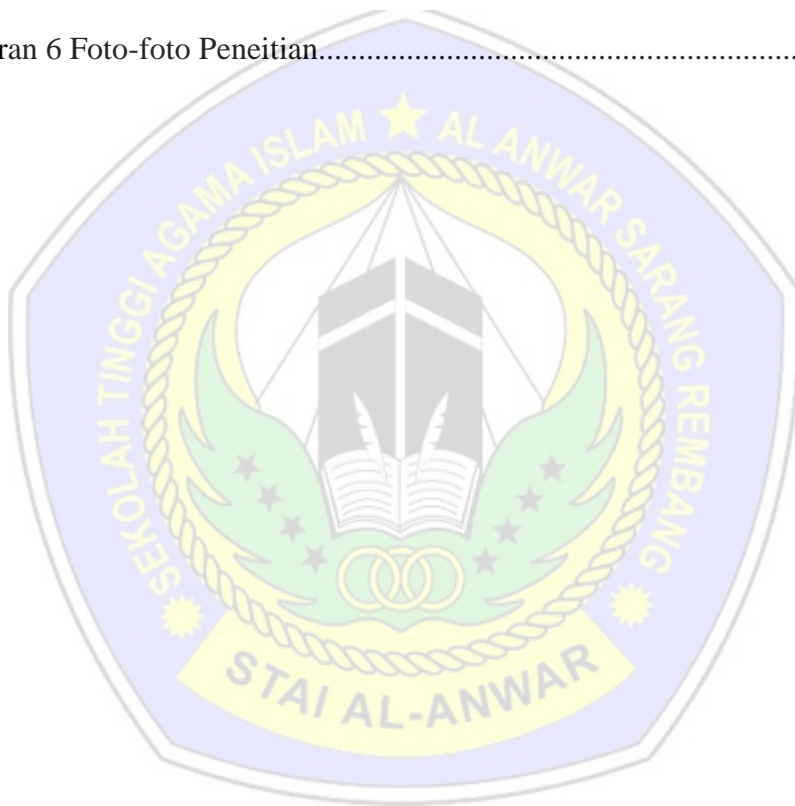 ran 6 Foto-foto Peneitian............................................................
SEKOLAH TINGGI AGAMA ISLAM ★ AL ANWAR SARANG REMBANG
STAI AL-ANWAR